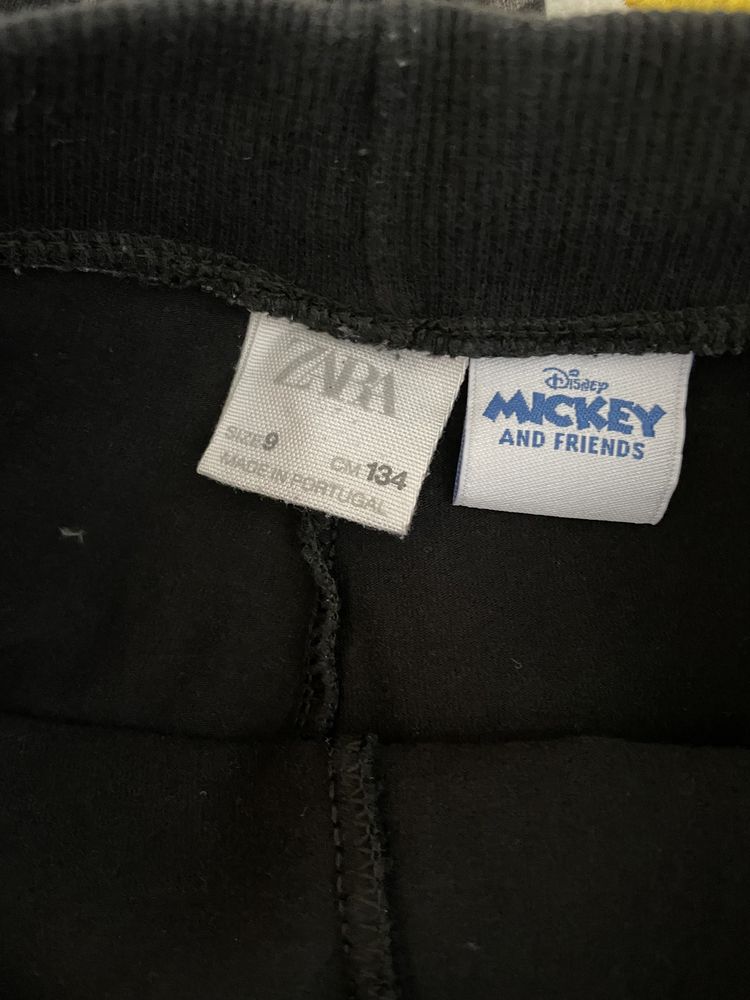 ZARA
SIZE 9 CM 134
MADE IN PORTUGAL
Disney
MICKEY
AND FRIENDS